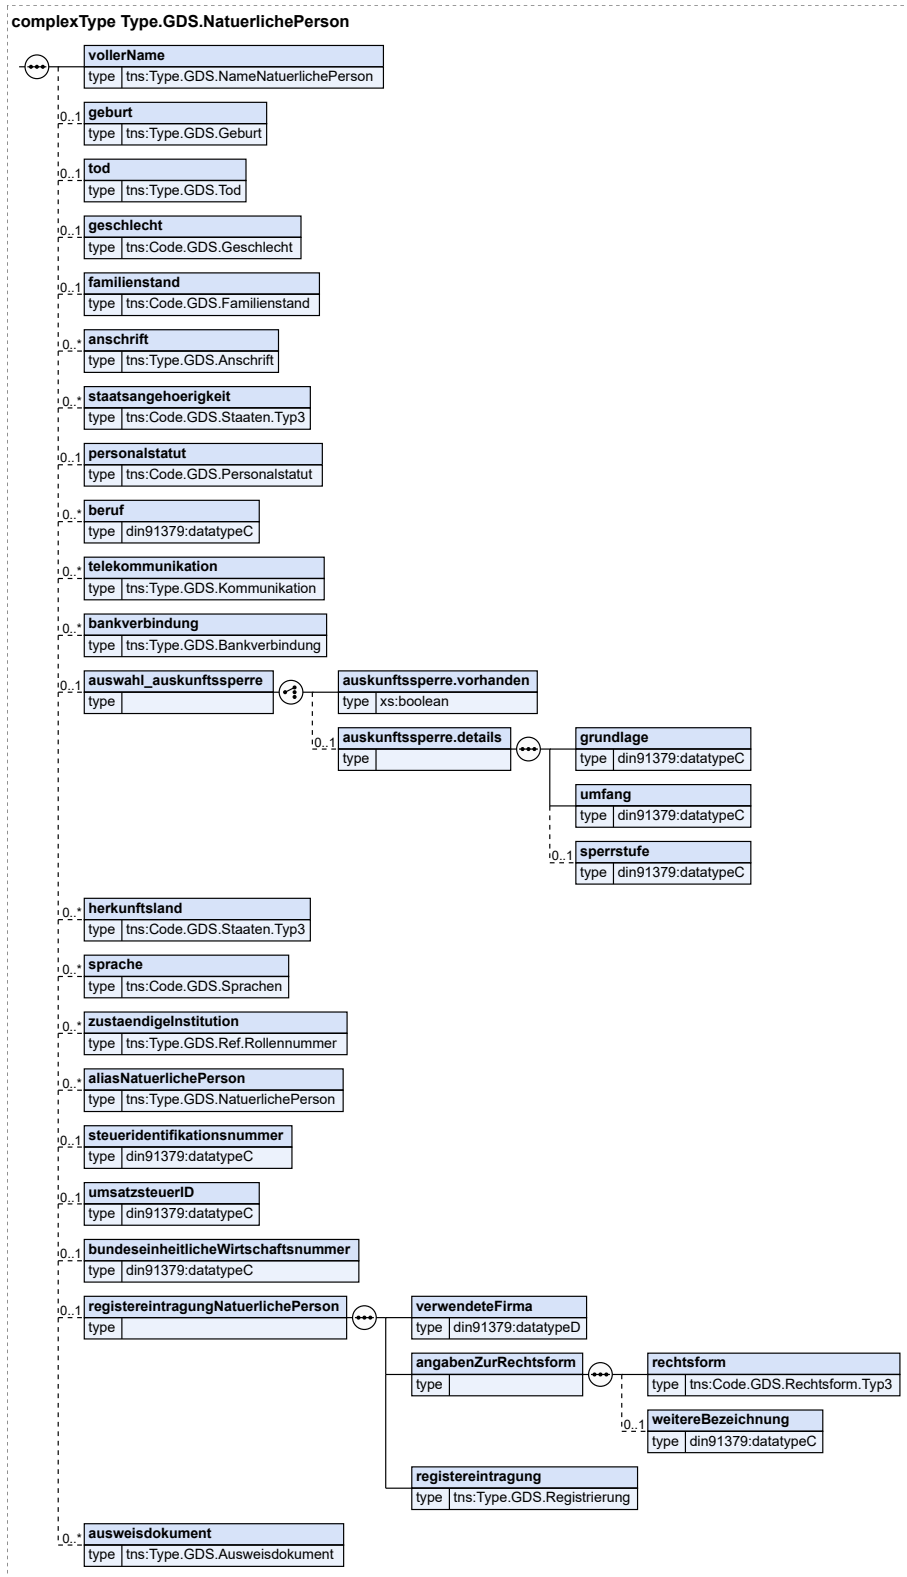 complexType Type.GDS.NatuerlichePerson
vollerName
type tns:Type.GDS.NameNatuerlichePerson
0..1 geburt
type tns:Type.GDS.Geburt
0..1 tod
type tns:Type.GDS.Tod
0..1 geschlecht
type tns:Code.GDS.Geschlecht
0..1 familienstand
type tns:Code.GDS.Familienstand
0..* anschrift
type tns:Type.GDS.Anschrift
0..* staatsangehoerigkeit
type tns:Code.GDS.Staaten.Typ3
0..1 personalstatut
type tns:Code.GDS.Personalstatut
0..* beruf
type din91379:datatypeC
0..* telekommunikation
type tns:Type.GDS.Kommunikation
0..* bankverbindung
type tns:Type.GDS.Bankverbindung
0..1 auswahl_auskunftssperre auskunftssperre.vorhanden
type type xs:boolean
0..1 auskunftssperre.details grundlage
type type din91379:datatypeC
umfang
type din91379:datatypeC
0..1 sperrstufe
type din91379:datatypeC
0..* herkunftsland
type tns:Code.GDS.Staaten.Typ3
0..* sprache
type tns:Code.GDS.Sprachen
0..* zustaendigeInstitution
type tns:Type.GDS.Ref.Rollennummer
0..* aliasNatuerlichePerson
type tns:Type.GDS.NatuerlichePerson
0..1 steueridentifikationsnummer
type din91379:datatypeC
0..1 umsatzsteuerID
type din91379:datatypeC
0..1 bundeseinheitlicheWirtschaftsnummer
type din91379:datatypeC
0..1 registereintragungNatuerlichePerson verwendeteFirma
type type din91379:datatypeD
angabenZurRechtsform rechtsform
type type tns:Code.GDS.Rechtsform.Typ3
0..1 weitereBezeichnung
type din91379:datatypeC
registereintragung
type tns:Type.GDS.Registrierung
0..* ausweisdokument
type tns:Type.GDS.Ausweisdokument